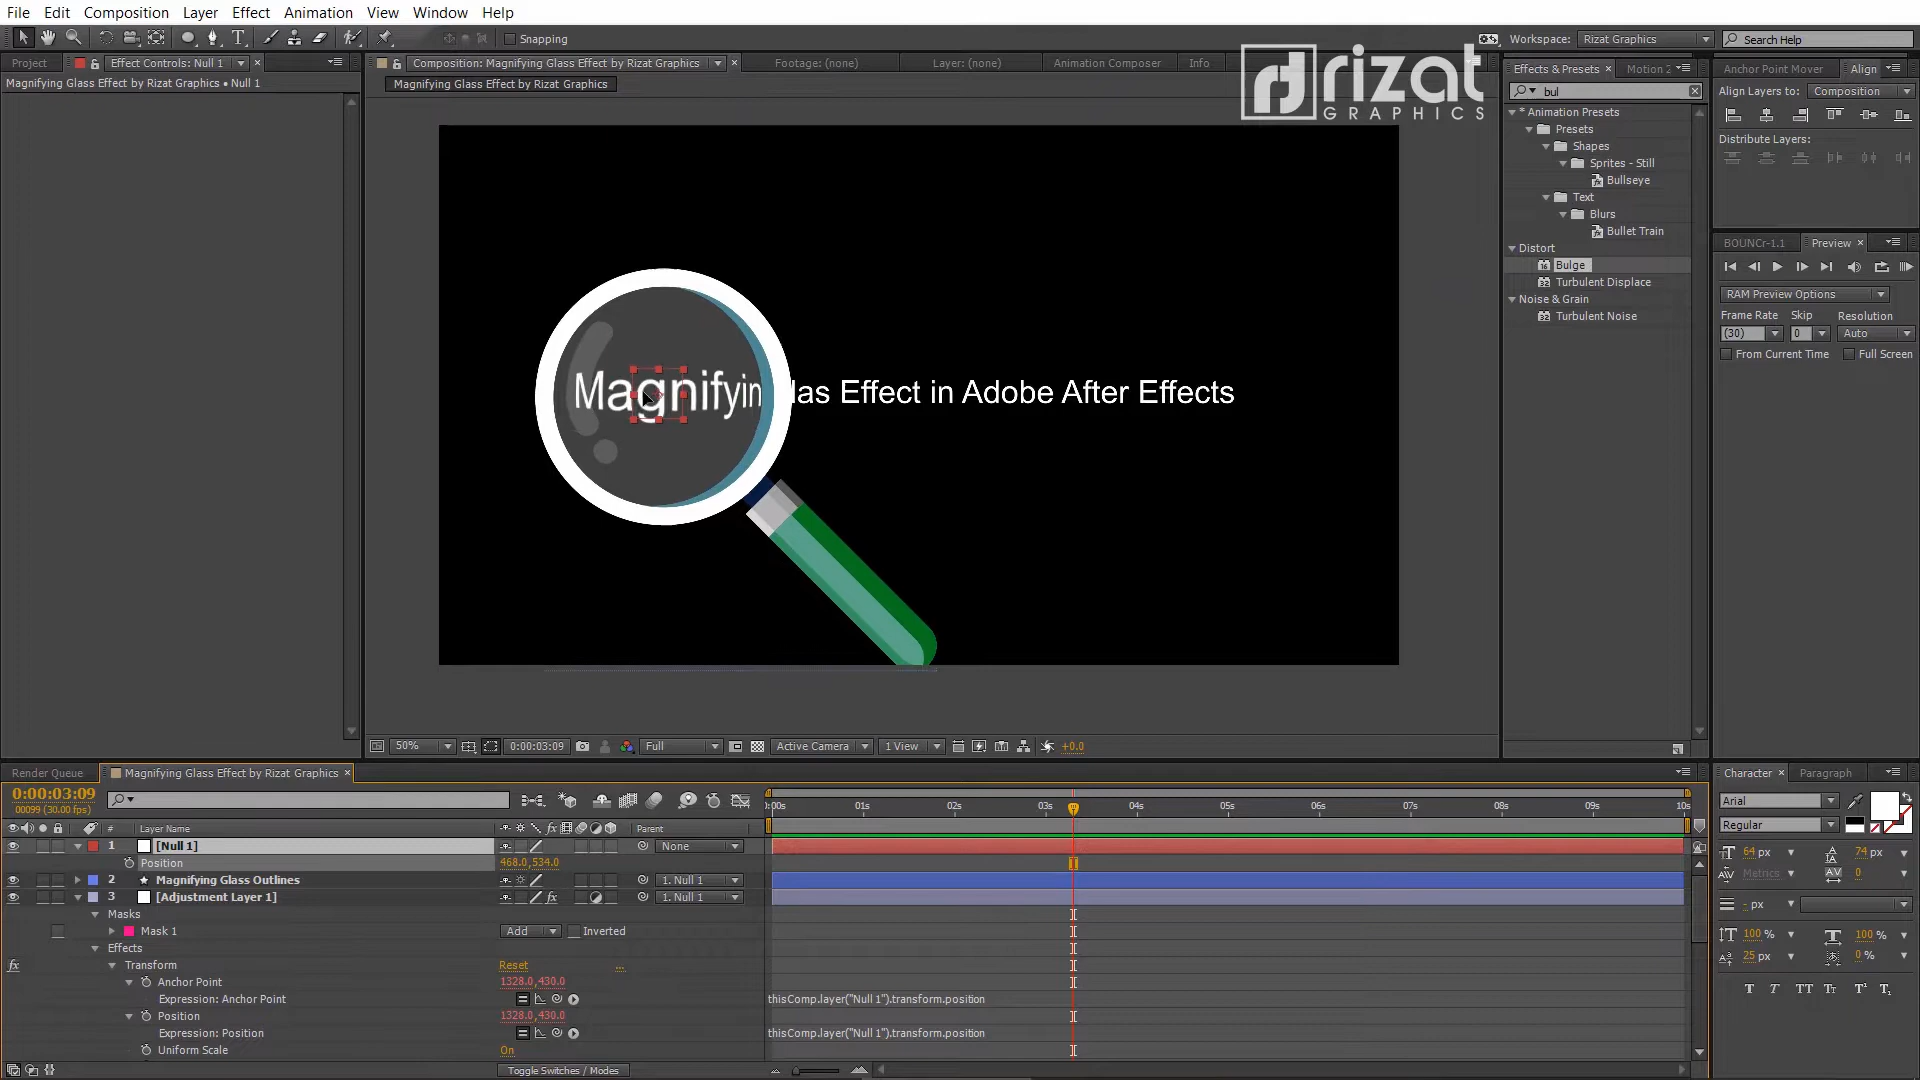 File Edit Composition Layer Effect Animation View Window Help
Snapping
Workspace: Rizat Graphics
Search Help
Project
Effect Controls: Null 1
Magnifying Glass Effect by Rizat Graphics • Null 1
Composition: Magnifying Glass Effect by Rizat Graphics
Footage: (none)
Layer: (none)
Animation Composer
Info
Magnifying Glass Effect by Rizat Graphics
rizat
GRAPHICS
Magnifyin las Effect in Adobe After Effects
50%
0:00:03:09
Full
Active Camera
1 View
+0.0
Effects & Presets
Motion 2
bul
* Animation Presets
Presets
Shapes
Sprites - Still
Bullseye
Text
Blurs
Bullet Train
Distort
Bulge
Turbulent Displace
Noise & Grain
Turbulent Noise
Anchor Point Mover
Align
Align Layers to: Composition
Distribute Layers:
BOUNCr-1.1
Preview
RAM Preview Options
Frame Rate Skip Resolution
(30) 0 Auto
From Current Time Full Screen
Render Queue
Magnifying Glass Effect by Rizat Graphics
0:00:03:09
00099 (30.00 fps)
# Layer Name Parent
1 [Null 1] None
Position 468.0,534.0
2 Magnifying Glass Outlines 1. Null 1
3 [Adjustment Layer 1] fx 1. Null 1
Masks
Mask 1 Add Inverted
Effects
fx Transform Reset ...
Anchor Point 1328.0,430.0
Expression: Anchor Point thisComp.layer("Null 1").transform.position
Position 1328.0,430.0
Expression: Position thisComp.layer("Null 1").transform.position
Uniform Scale On
Toggle Switches / Modes
:00s 01s 02s 03s 04s 05s 06s 07s 08s 09s 10s
Character
Paragraph
Arial
Regular
64 px 74 px
Metrics 0
- px
100 % 100 %
25 px 0 %
T T TT Tt T¹ T₁